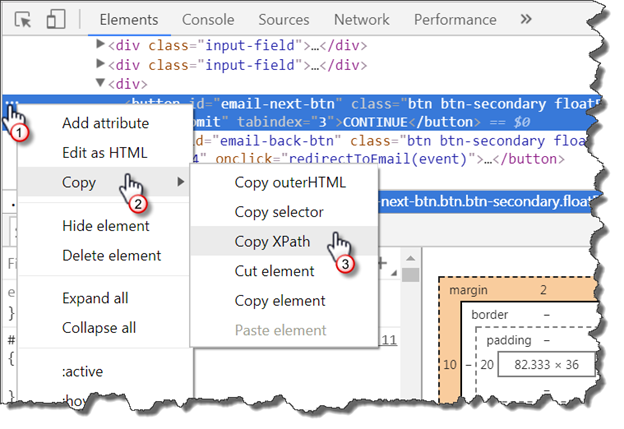 Elements Console Sources Network Performance »
▶<div class="input-field">…</div>
▶<div class="input-field">…</div>
▼<div>
<button id="email-next-btn" class="btn btn-secondary float
mit" tabindex="3">CONTINUE</button> == $0
d="email-back-btn" class="btn btn-secondary floa
4" onclick="redirectToEmail(event)">…</button>
1
Add attribute
Edit as HTML
Copy ▶
2
Hide element
Delete element
Expand all
Collapse all
:active
:hov
Copy outerHTML
Copy selector
Copy XPath
3
Cut element
Copy element
Paste element
-next-btn.btn.btn-secondary.float
Fi
e
}
#
{
}
11
margin 2
border –
padding –
10 – 20 82.333 × 36
–